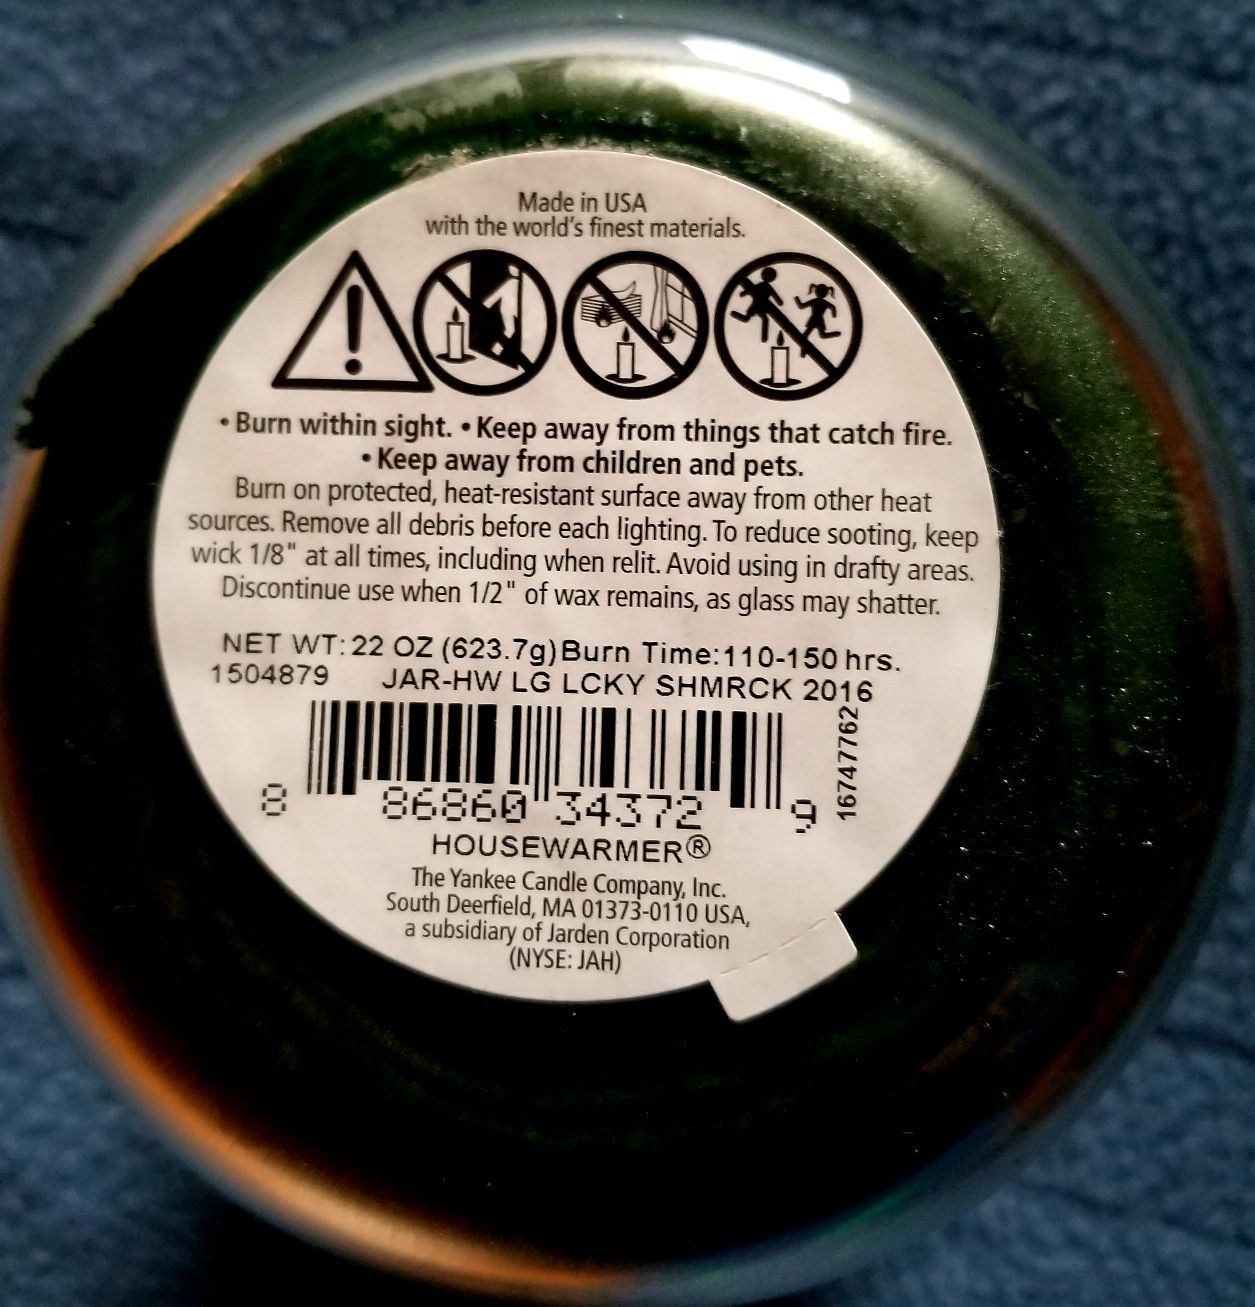 Made in USA
with the world's finest materials.
• Burn within sight. • Keep away from things that catch fire.
• Keep away from children and pets.
Burn on protected, heat-resistant surface away from other heat
sources. Remove all debris before each lighting. To reduce sooting, keep
wick 1/8" at all times, including when relit. Avoid using in drafty areas.
Discontinue use when 1/2" of wax remains, as glass may shatter.
NET WT: 22 OZ (623.7g) Burn Time:110-150 hrs.
1504879 JAR-HW LG LCKY SHMRCK 2016
16747762
8 86860 34372 9
HOUSEWARMER®
The Yankee Candle Company, Inc.
South Deerfield, MA 01373-0110 USA,
a subsidiary of Jarden Corporation
(NYSE: JAH)